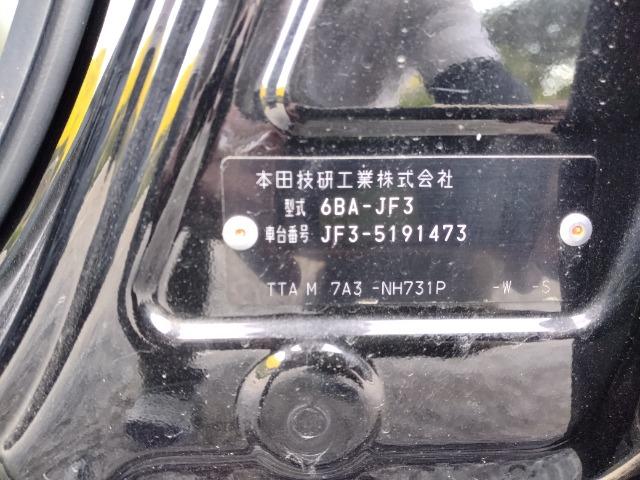 本田技研工業株式会社
型式 6BA-JF3
車台番号 JF3-5191473
TTA M 7A3 -NH731P -W -S